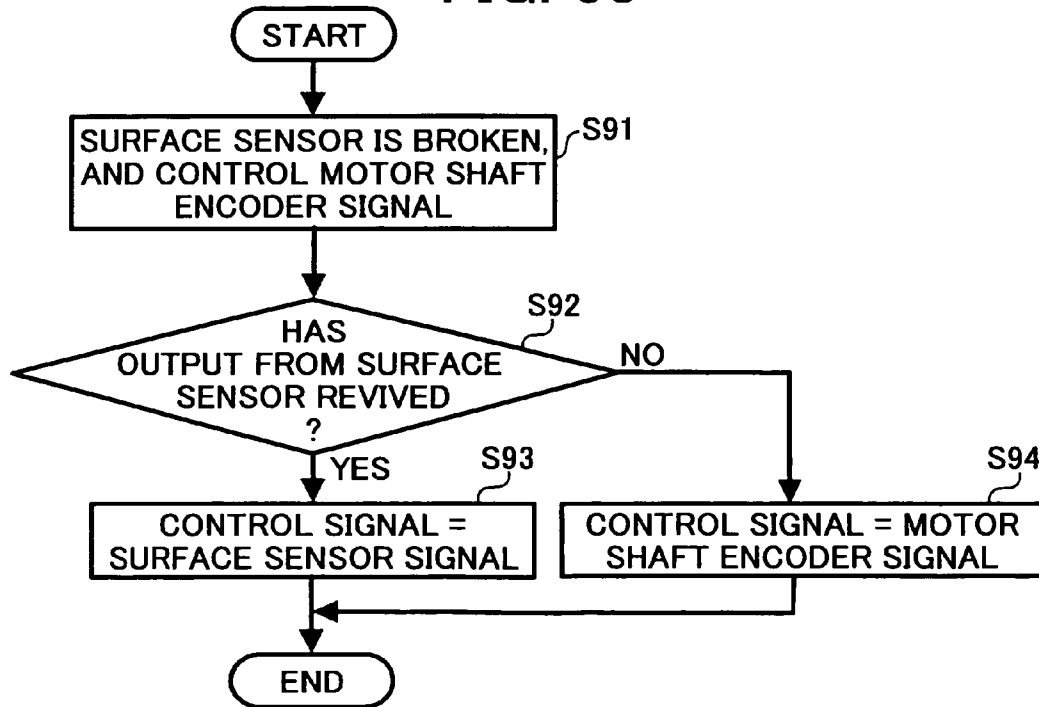 START
SURFACE SENSOR IS BROKEN,
AND CONTROL MOTOR SHAFT
ENCODER SIGNAL
S91
HAS
OUTPUT FROM SURFACE
SENSOR REVIVED
?
S92
NO
YES
S93
CONTROL SIGNAL =
SURFACE SENSOR SIGNAL
S94
CONTROL SIGNAL = MOTOR
SHAFT ENCODER SIGNAL
END